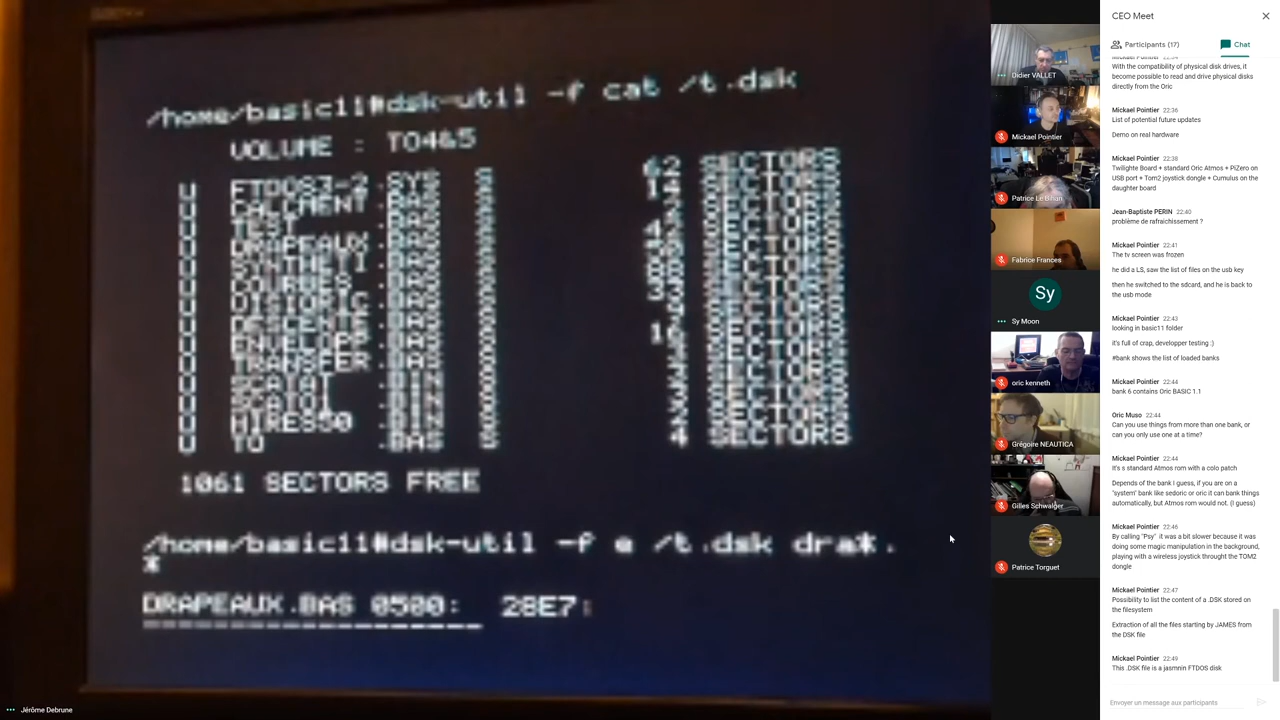 /home/basic11#dsk-util -f cat /t.dsk
VOLUME : TO4&5
U FTDOS3-2.SYS 62 SECTORS
U .BAS SECTORS
U TEST .BAS SECTORS
U DRAPEAUX.BAS SECTORS
U SYNTHETI.BAS SECTORS
U COURBES .BAS SECTORS
U DISTORIC.BAS SECTORS
U DESCENTE.BAS SECTORS
U ENVELOPP.BAS SECTORS
U TRANSFER.BAS SECTORS
U .BIN SECTORS
U .BIN SECTORS
U HIRES50 .BIN SECTORS
U TO .BAS S 4 SECTORS
1061 SECTORS FREE
/home/basic11#dsk-util -f e /t.dsk dra*.
*
DRAPEAUX.BAS 0500: 28E7:
Jérôme Debrune
Didier VALLET
Mickael Pointier
Patrice Le Bihan
Fabrice Frances
Sy
Sy Moon
oric kenneth
Grégoire NEAUTICA
Gilles Schwalger
Patrice Torguet
CEO Meet
Participants (17)
Chat
Mickael Pointier 22:34
With the compatibility of physical disk drives, it
become possible to read and drive physical disks
directly from the Oric
Mickael Pointier 22:36
List of potential future updates
Demo on real hardware
Mickael Pointier 22:38
Twilighte Board + standard Oric Atmos + PiZero on
USB port + Tom2 joystick dongle + Cumulus on the
daughter board
Jean-Baptiste PERIN 22:40
problème de rafraichissement ?
Mickael Pointier 22:41
The tv screen was frozen
he did a LS, saw the list of files on the usb key
then he switched to the sdcard, and he is back to
the usb mode
Mickael Pointier 22:43
looking in basic11 folder
it's full of crap, developper testing :)
#bank shows the list of loaded banks
Mickael Pointier 22:44
bank 6 contains Oric BASIC 1.1
Oric Muso 22:44
Can you use things from more than one bank, or
can you only use one at a time?
Mickael Pointier 22:44
It's s standard Atmos rom with a colo patch
Depends of the bank I guess, if you are on a
"system" bank like sedoric or oric it can bank things
automatically, but Atmos rom would not. (I guess)
Mickael Pointier 22:46
By calling "Psy" it was a bit slower because it was
doing some magic manipulation in the background,
playing with a wireless joystick throught the TOM2
dongle
Mickael Pointier 22:47
Possibility to list the content of a .DSK stored on
the filesystem
Extraction of all the files starting by JAMES from
the DSK file
Mickael Pointier 22:49
This .DSK file is a jasmnin FTDOS disk
Envoyer un message aux participants